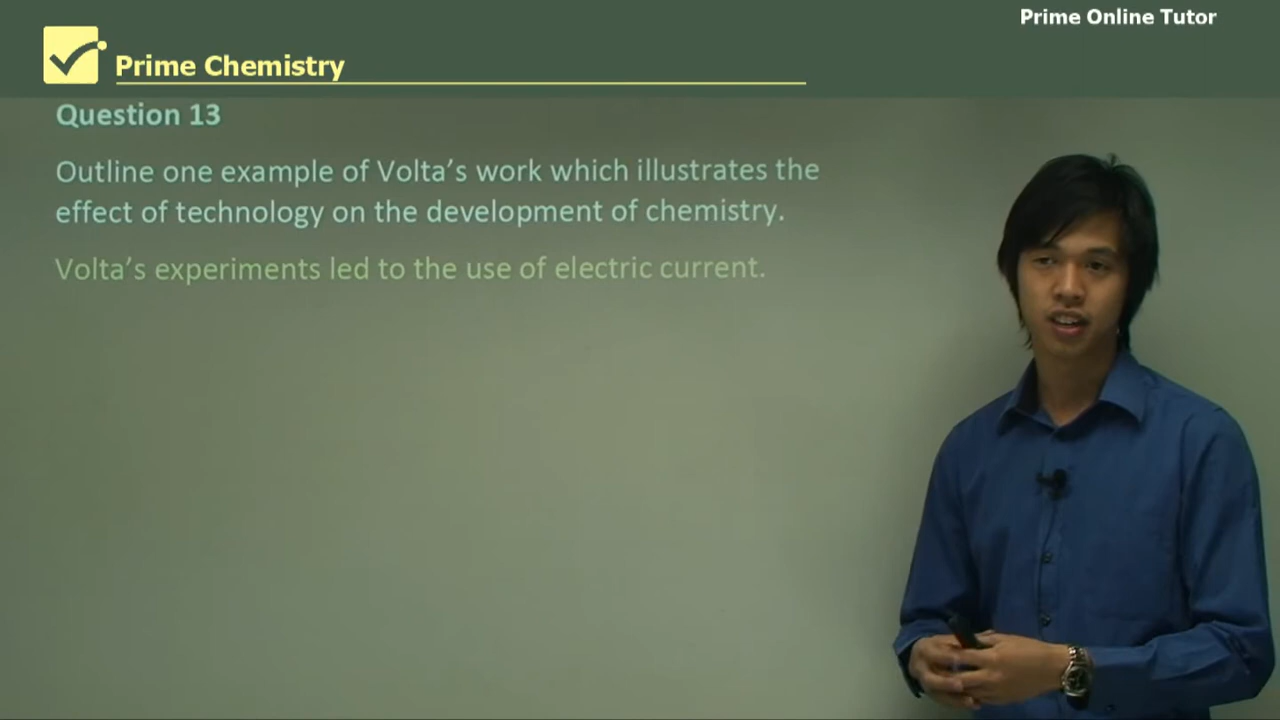 Prime Online Tutor
Prime Chemistry
Question 13
Outline one example of Volta’s work which illustrates the
effect of technology on the development of chemistry.
Volta’s experiments led to the use of electric current.